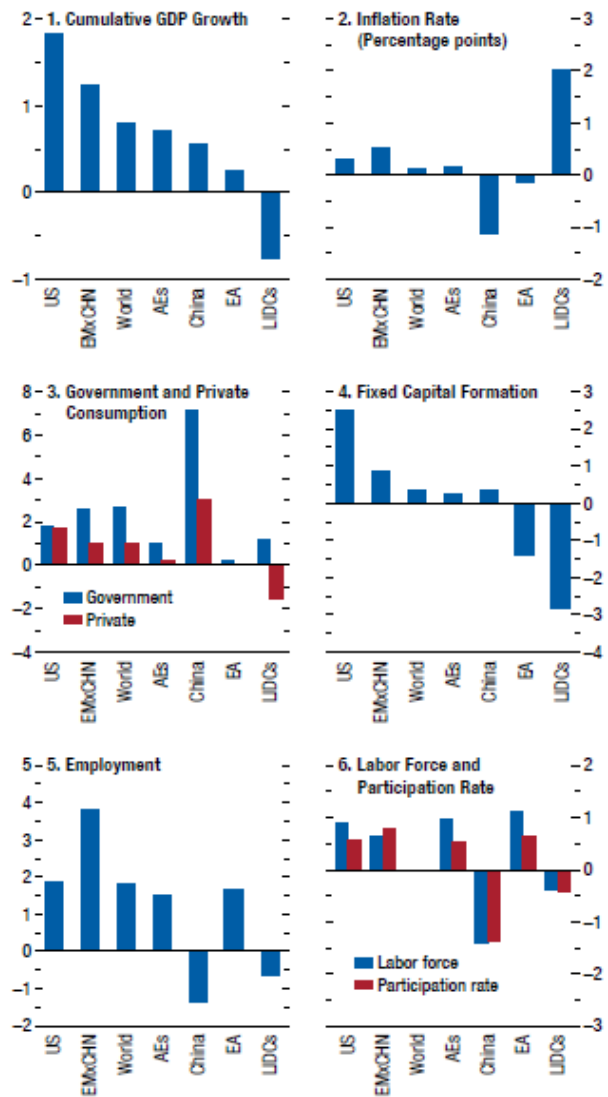 1. Cumulative GDP Growth
2
1
0
–1
US
EMxCHN
World
AEs
China
EA
LIDCs
2. Inflation Rate
(Percentage points)
3
2
1
0
–1
–2
US
EMxCHN
World
AEs
China
EA
LIDCs
3. Government and Private
Consumption
8
6
4
2
0
–2
–4
Government
Private
US
EMxCHN
World
AEs
China
EA
LIDCs
4. Fixed Capital Formation
3
2
1
0
–1
–2
–3
–4
US
EMxCHN
World
AEs
China
EA
LIDCs
5. Employment
5
4
3
2
1
0
–1
–2
US
EMxCHN
World
AEs
China
EA
LIDCs
6. Labor Force and
Participation Rate
2
1
0
–1
–2
–3
Labor force
Participation rate
US
EMxCHN
World
AEs
China
EA
LIDCs